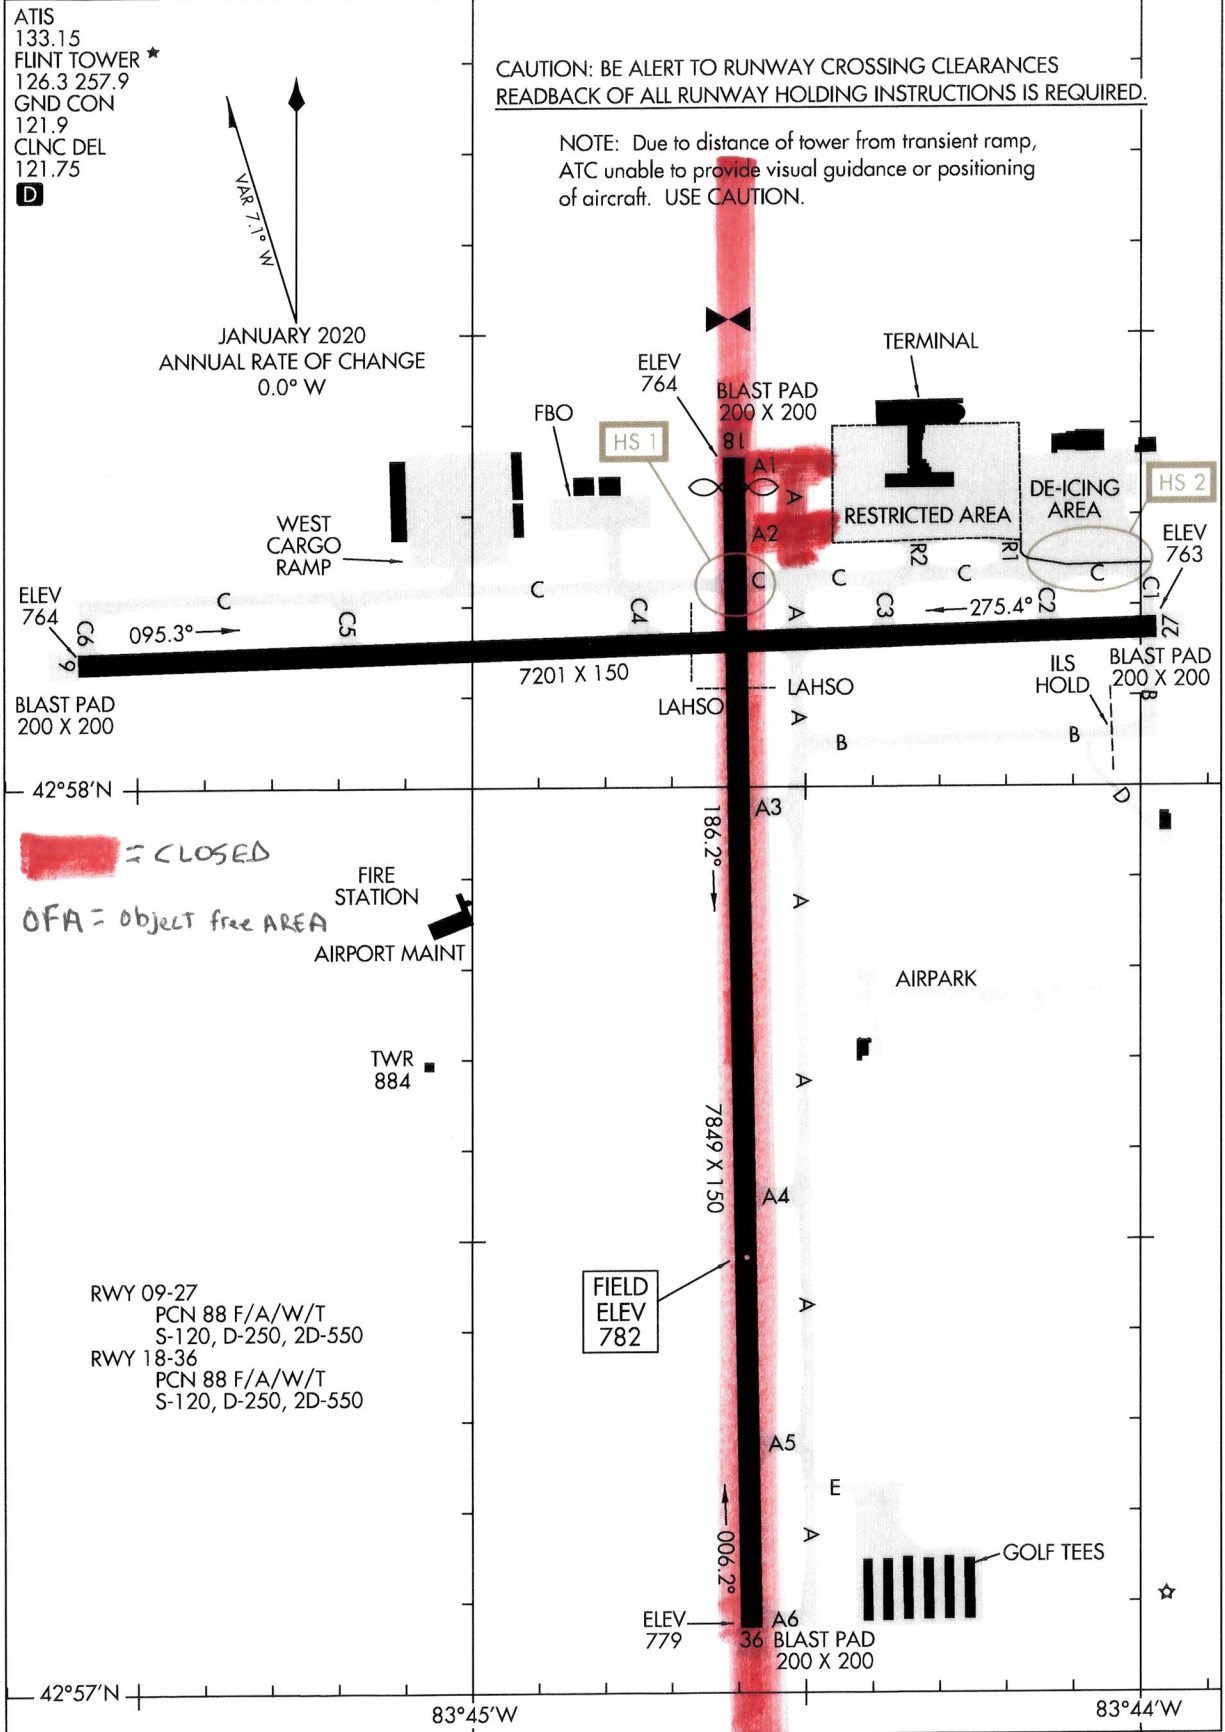 ATIS
133.15
FLINT TOWER ★
126.3 257.9
GND CON
121.9
CLNC DEL
121.75
D
VAR 7.1° W
JANUARY 2020
ANNUAL RATE OF CHANGE
0.0° W
CAUTION: BE ALERT TO RUNWAY CROSSING CLEARANCES
READBACK OF ALL RUNWAY HOLDING INSTRUCTIONS IS REQUIRED.
NOTE: Due to distance of tower from transient ramp,
ATC unable to provide visual guidance or positioning
of aircraft. USE CAUTION.
TERMINAL
ELEV
764
BLAST PAD
200 X 200
FBO
HS 1
18
A1
A
A2
RESTRICTED AREA
DE-ICING
AREA
HS 2
WEST
CARGO
RAMP
ELEV
763
R2
R1
C
C
C
C
C
C
C1
ELEV
764
C6
C5
C4
A
C3
C2
095.3°
275.4°
27
9
7201 X 150
ILS
HOLD
BLAST PAD
200 X 200
BLAST PAD
200 X 200
LAHSO
LAHSO
B
A
B
B
42°58'N
D
A3
186.2°
= CLOSED
OFA = Object free AREA
FIRE
STATION
A
AIRPORT MAINT
AIRPARK
TWR
884
A
7849 X 150
A4
FIELD
ELEV
782
A
RWY 09-27
PCN 88 F/A/W/T
S-120, D-250, 2D-550
RWY 18-36
PCN 88 F/A/W/T
S-120, D-250, 2D-550
A5
E
A
006.2°
GOLF TEES
ELEV
779
A6
36
BLAST PAD
200 X 200
42°57'N
83°45'W
83°44'W